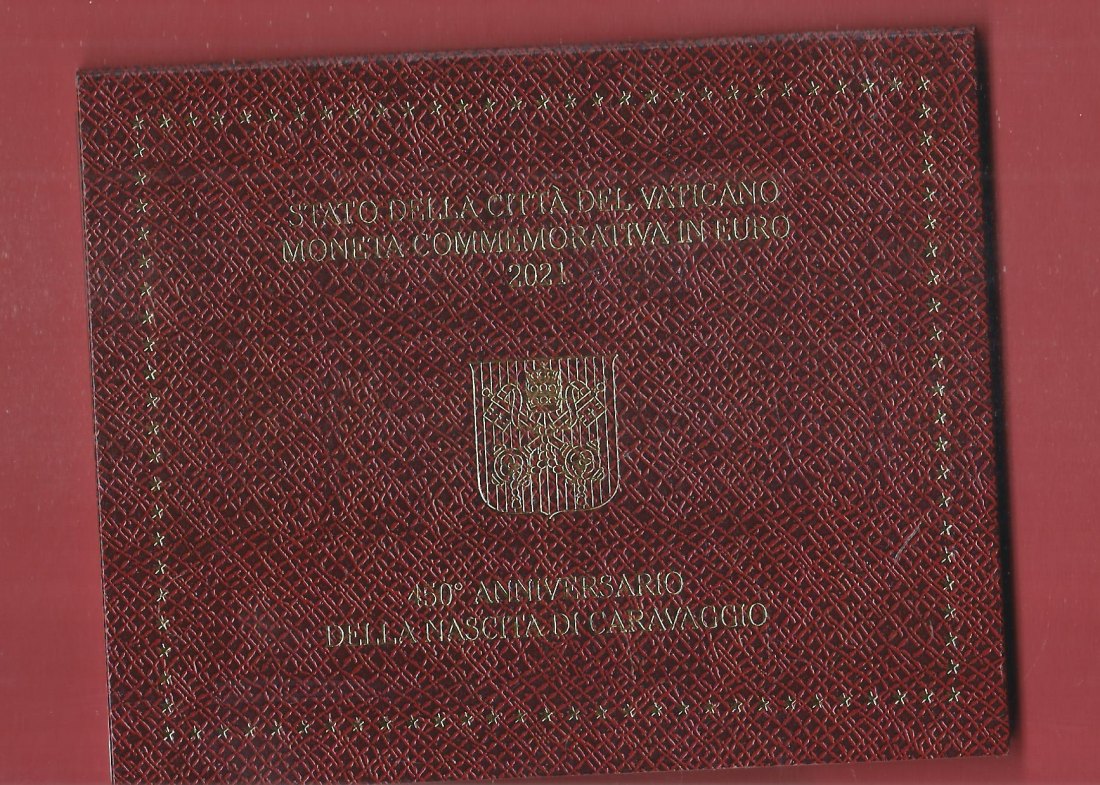 STATO DELLA CITTÀ DEL VATICANO
MONETA COMMEMORATIVA IN EURO
2021
450° ANNIVERSARIO
DELLA NASCITA DI CARAVAGGIO